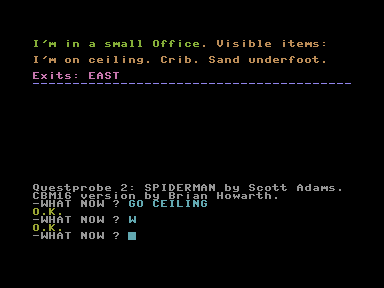 I'm in a small Office. Visible items:
I'm on ceiling. Crib. Sand underfoot.
Exits: EAST
Questprobe 2: SPIDERMAN by Scott Adams.
CBM16 version by Brian Howarth.
-WHAT NOW ? GO CEILING
O.K.
-WHAT NOW ? W
O.K.
-WHAT NOW ?